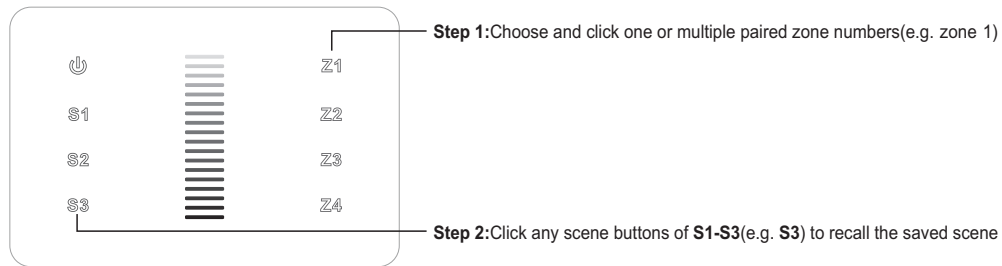 Step 1:Choose and click one or multiple paired zone numbers(e.g. zone 1)
Z1
S1 Z2
S2 Z3
S3 Z4
Step 2:Click any scene buttons of S1-S3(e.g. S3) to recall the saved scene